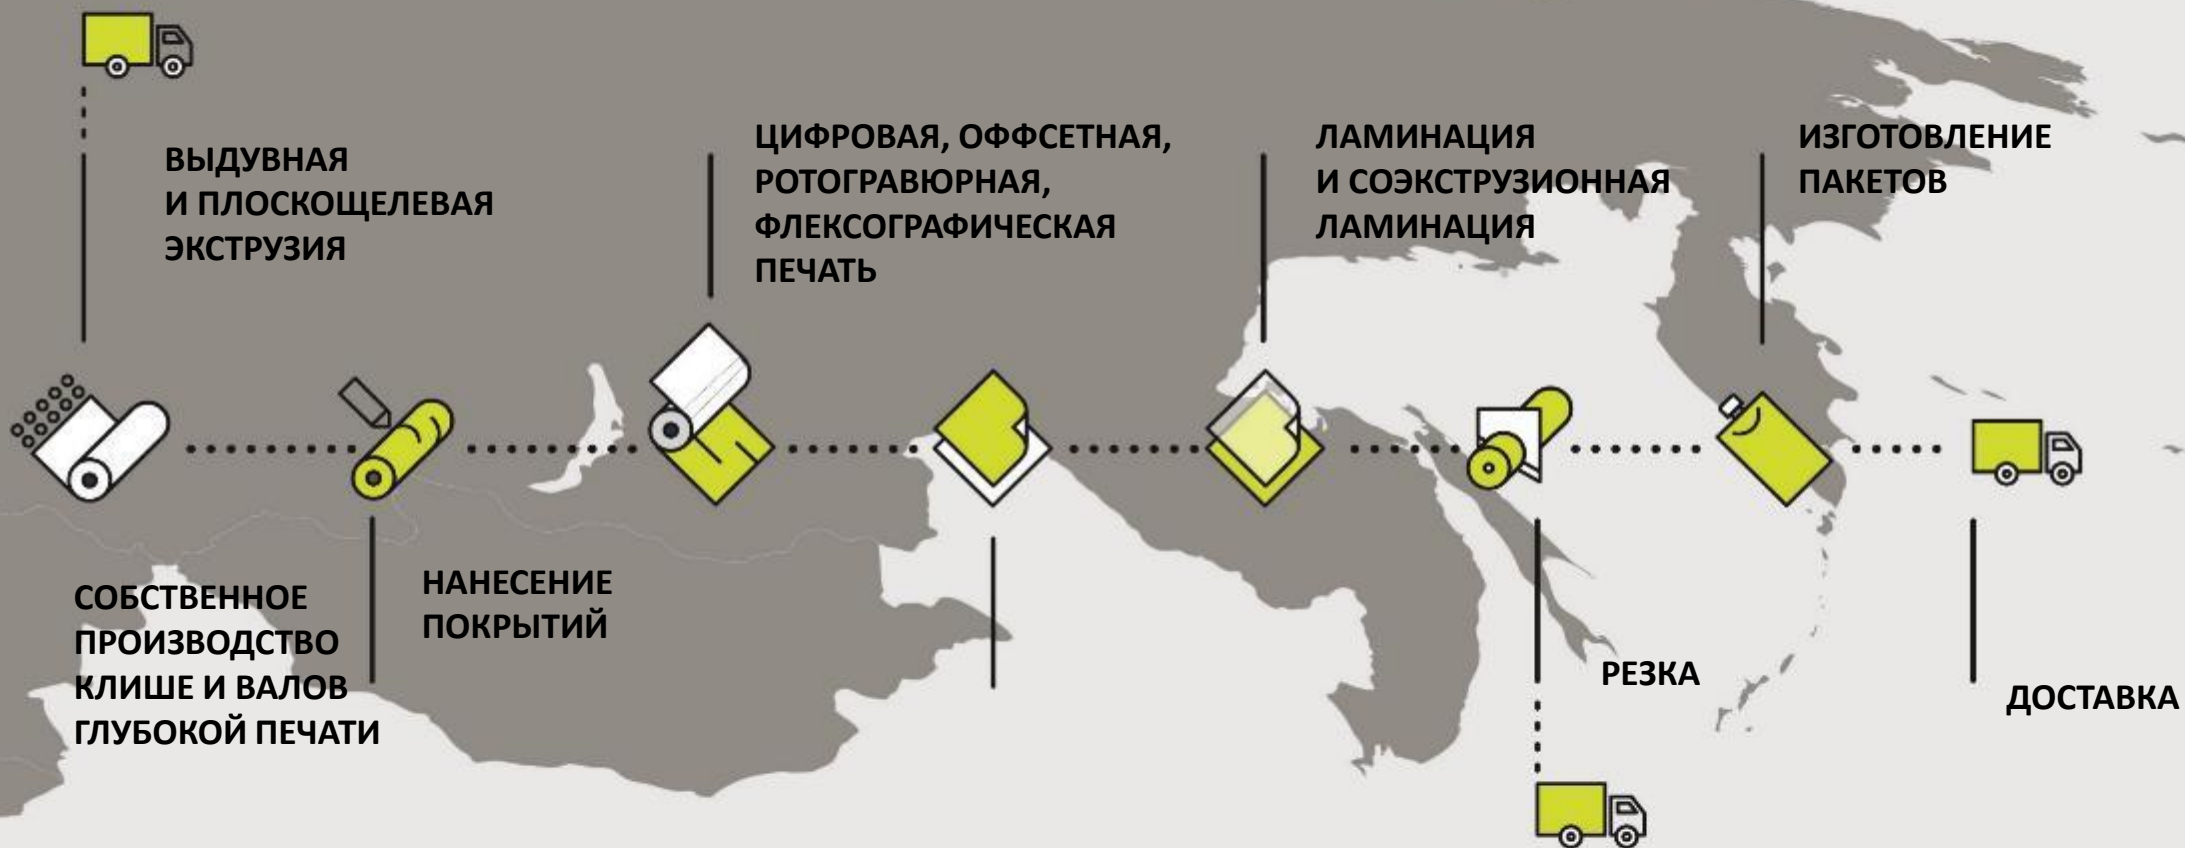 ВЫДУВНАЯ
И ПЛОСКОЩЕЛЕВАЯ
ЭКСТРУЗИЯ
ЦИФРОВАЯ, ОФФСЕТНАЯ,
РОТОГРАВЮРНАЯ,
ФЛЕКСОГРАФИЧЕСКАЯ
ПЕЧАТЬ
ЛАМИНАЦИЯ
И СОЭКСТРУЗИОННАЯ
ЛАМИНАЦИЯ
ИЗГОТОВЛЕНИЕ
ПАКЕТОВ
СОБСТВЕННОЕ
ПРОИЗВОДСТВО
КЛИШЕ И ВАЛОВ
ГЛУБОКОЙ ПЕЧАТИ
НАНЕСЕНИЕ
ПОКРЫТИЙ
РЕЗКА
ДОСТАВКА